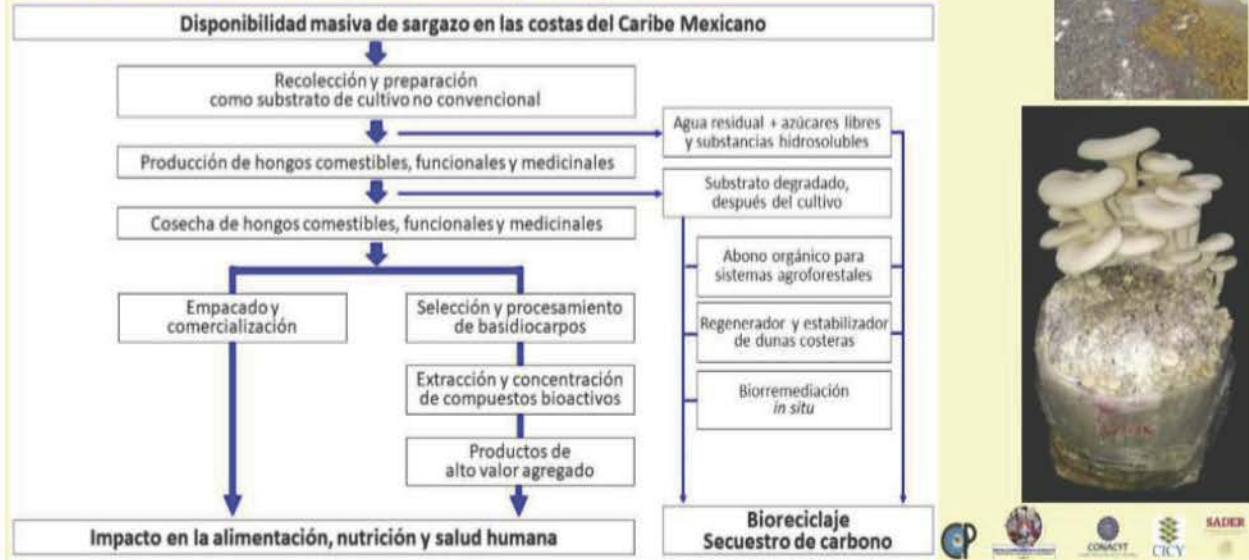 Disponibilidad masiva de sargazo en las costas del Caribe Mexicano
Recolección y preparación
como substrato de cultivo no convencional
Agua residual + azúcares libres
y substancias hidrosolubles
Producción de hongos comestibles, funcionales y medicinales
Substrato degradado,
después del cultivo
Cosecha de hongos comestibles, funcionales y medicinales
Abono orgánico para
sistemas agroforestales
Empacado y
comercialización
Selección y procesamiento
de basidiocarpos
Regenerador y estabilizador
de dunas costeras
Extracción y concentración
de compuestos bioactivos
Biorremediación
in situ
Productos de
alto valor agregado
Impacto en la alimentación, nutrición y salud humana
Bioreciclaje
Secuestro de carbono
CP
CONACYT
CICY
SADER